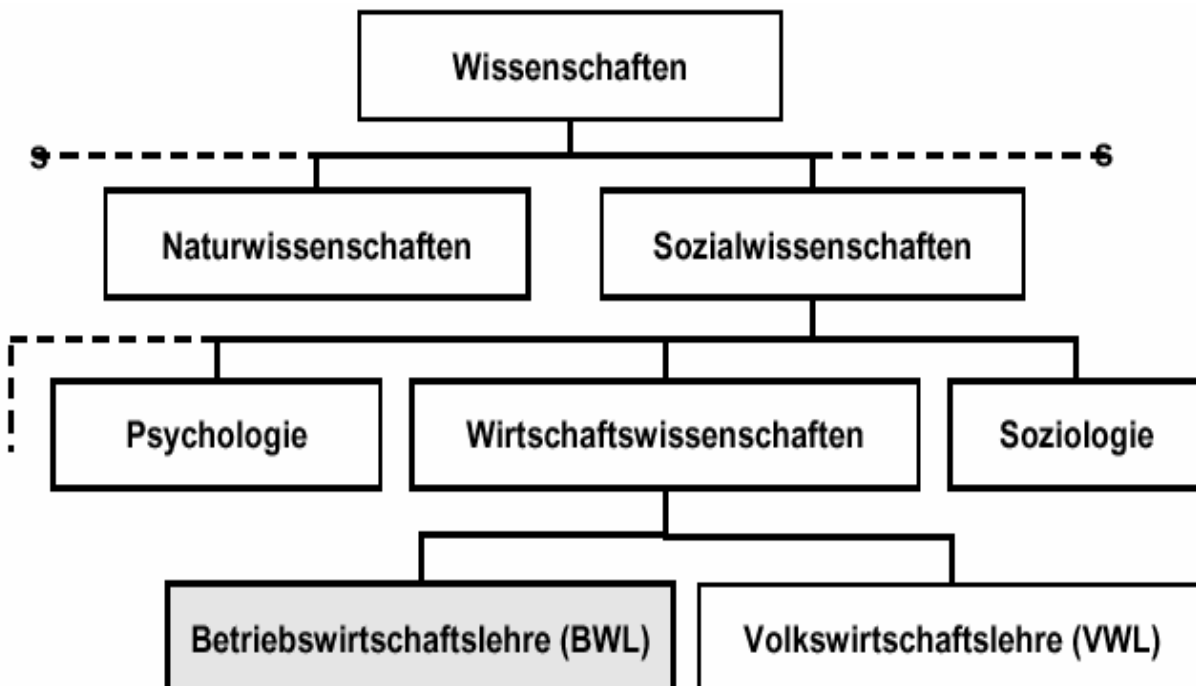 Wissenschaften
s
s
Naturwissenschaften
Sozialwissenschaften
Psychologie
Wirtschaftswissenschaften
Soziologie
Betriebswirtschaftslehre (BWL)
Volkswirtschaftslehre (VWL)